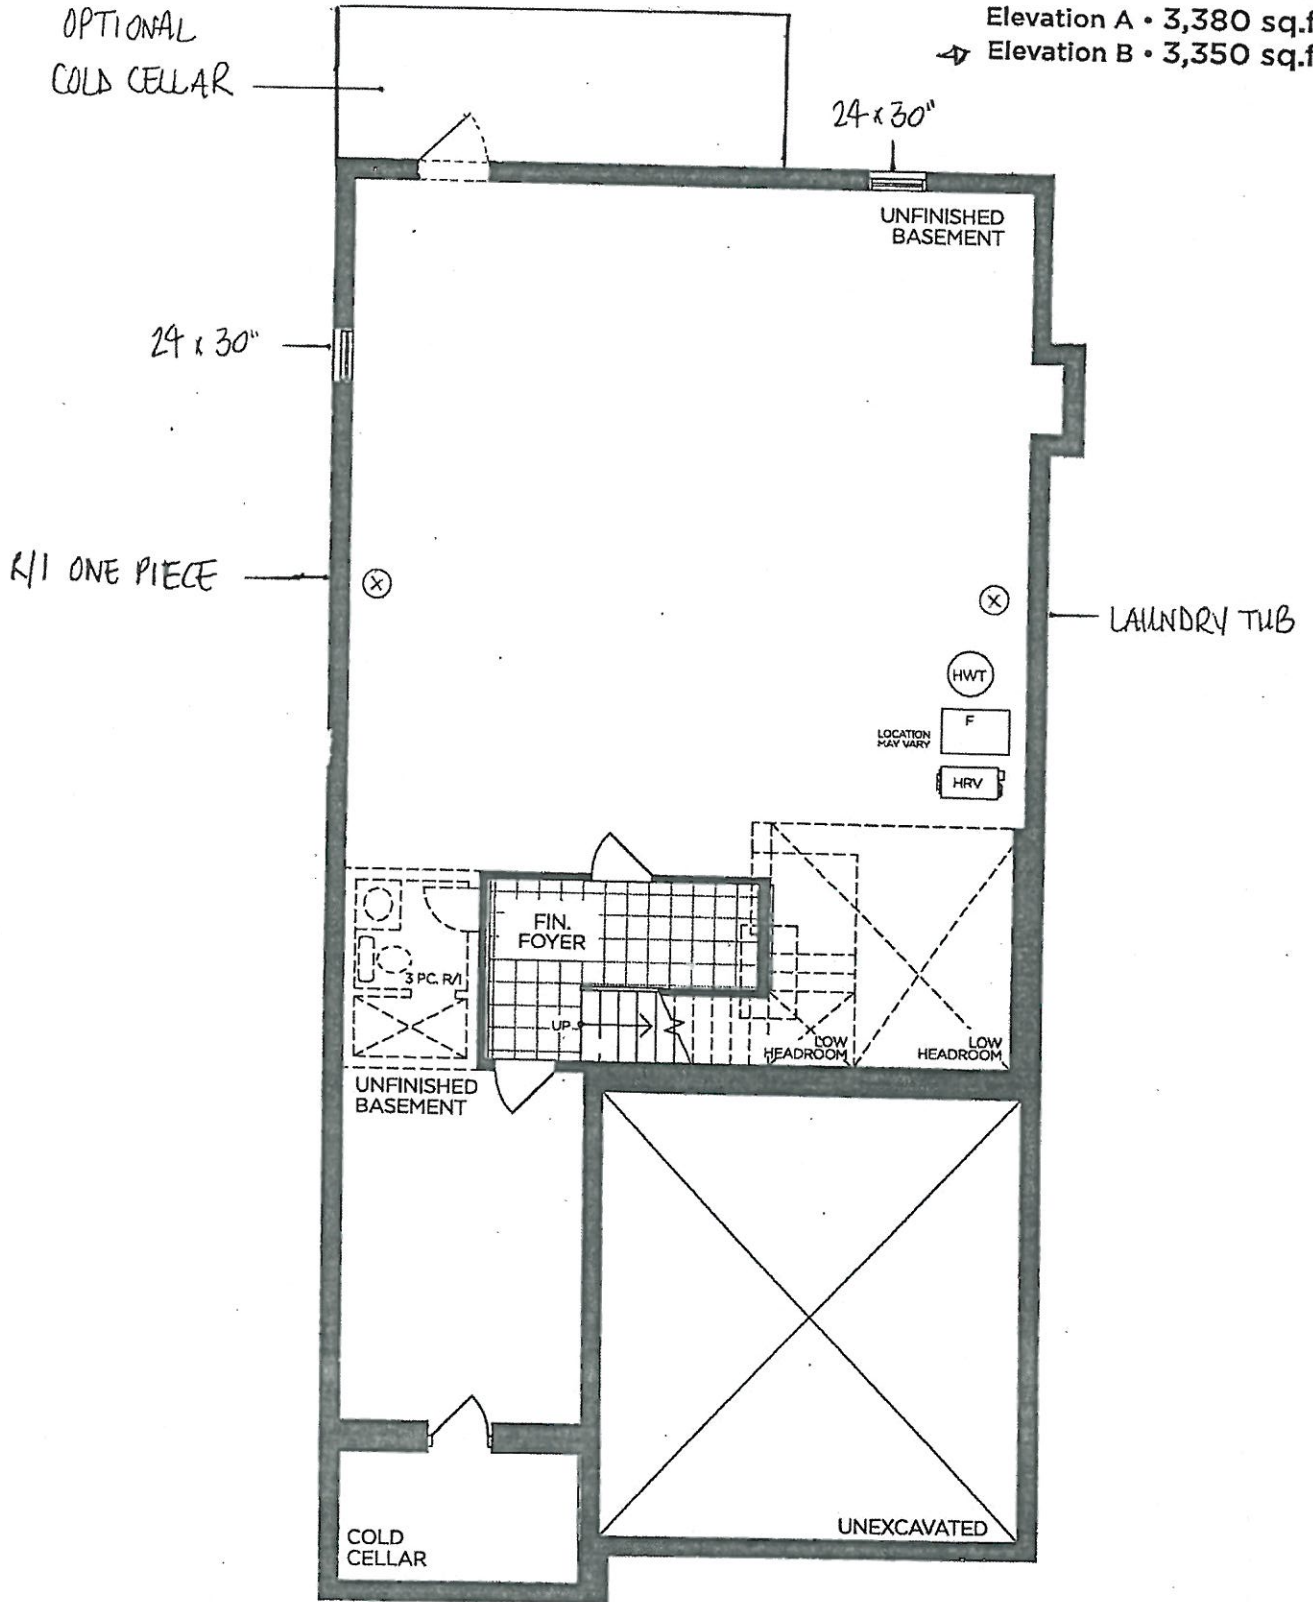 Elevation A • 3,380 sq.f
Elevation B • 3,350 sq.f
OPTIONAL
COLD CELLAR
24 x 30"
UNFINISHED
BASEMENT
24 x 30"
R/I ONE PIECE
X
X
LAUNDRY TUB
HWT
F
LOCATION
MAY VARY
HRV
FIN.
FOYER
3 PC. R/I
UP
LOW
HEADROOM
LOW
HEADROOM
UNFINISHED
BASEMENT
COLD
CELLAR
UNEXCAVATED